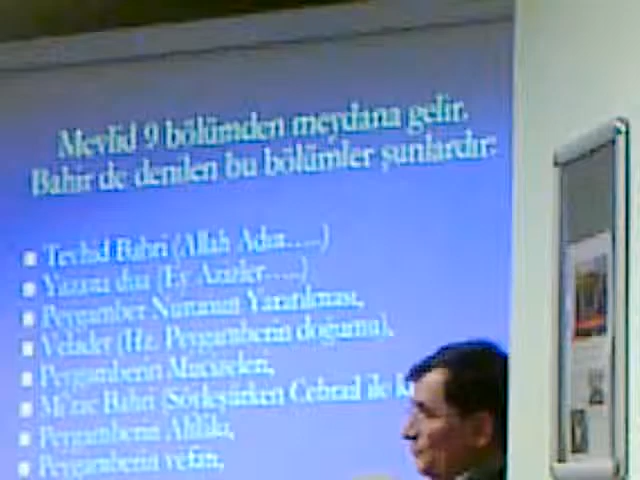 Mevlid 9 bölümden meydana gelir.
Bahir de denilen bu bölümler şunlardır:
Tevhid Bahri (Allah Adın.....)
Yazana dua (Ey Azizler.....)
Peygamber Nurunun Yaratılması,
Veladet (Hz. Peygamberin doğumu),
Peygamberin Mucizeleri,
Mi'rac Bahri (Söyleşirken Cebrail ile
Peygamberin Ahlâkı,
Peygamberin vefatı,